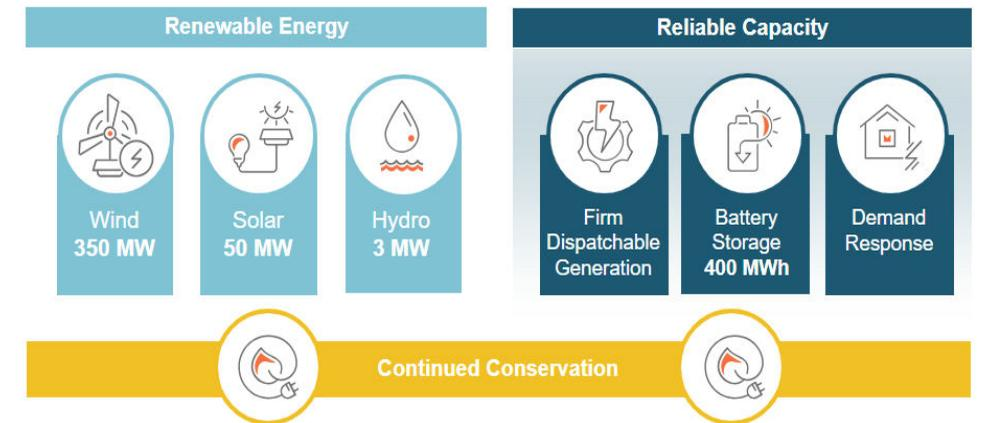 Renewable Energy
Reliable Capacity
Wind
350 MW
Solar
50 MW
Hydro
3 MW
Firm
Dispatchable
Generation
Battery
Storage
400 MWh
Demand
Response
Continued Conservation